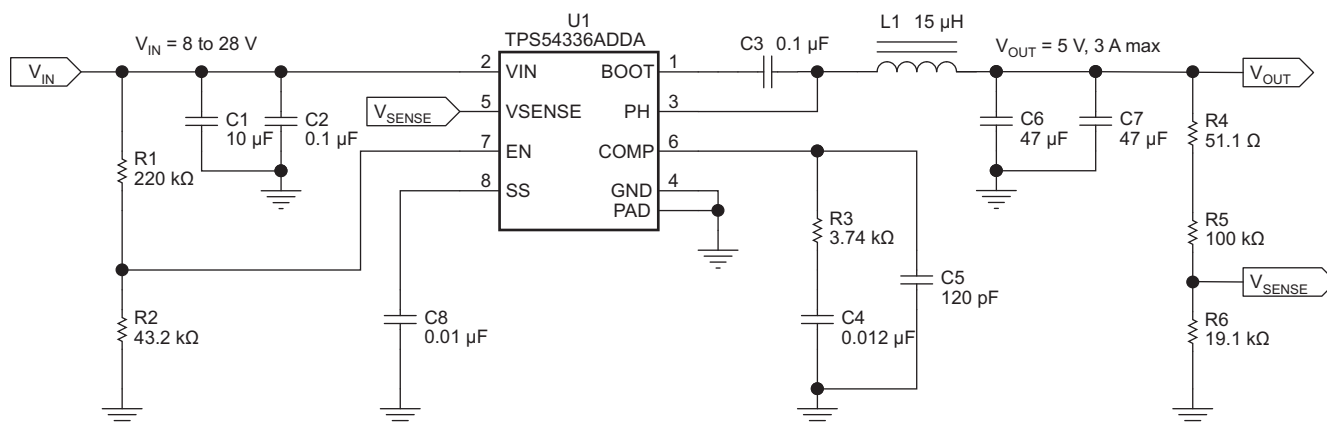 U1
TPS54336ADDA
V_IN = 8 to 28 V
V_IN
C1
10 µF
C2
0.1 µF
R1
220 kΩ
R2
43.2 kΩ
V_SENSE
2 VIN
5 VSENSE
7 EN
8 SS
BOOT 1
PH 3
COMP 6
GND 4
PAD
C8
0.01 µF
C3 0.1 µF
L1 15 µH
R3
3.74 kΩ
C4
0.012 µF
C5
120 pF
V_OUT = 5 V, 3 A max
C6
47 µF
C7
47 µF
V_OUT
R4
51.1 Ω
R5
100 kΩ
V_SENSE
R6
19.1 kΩ